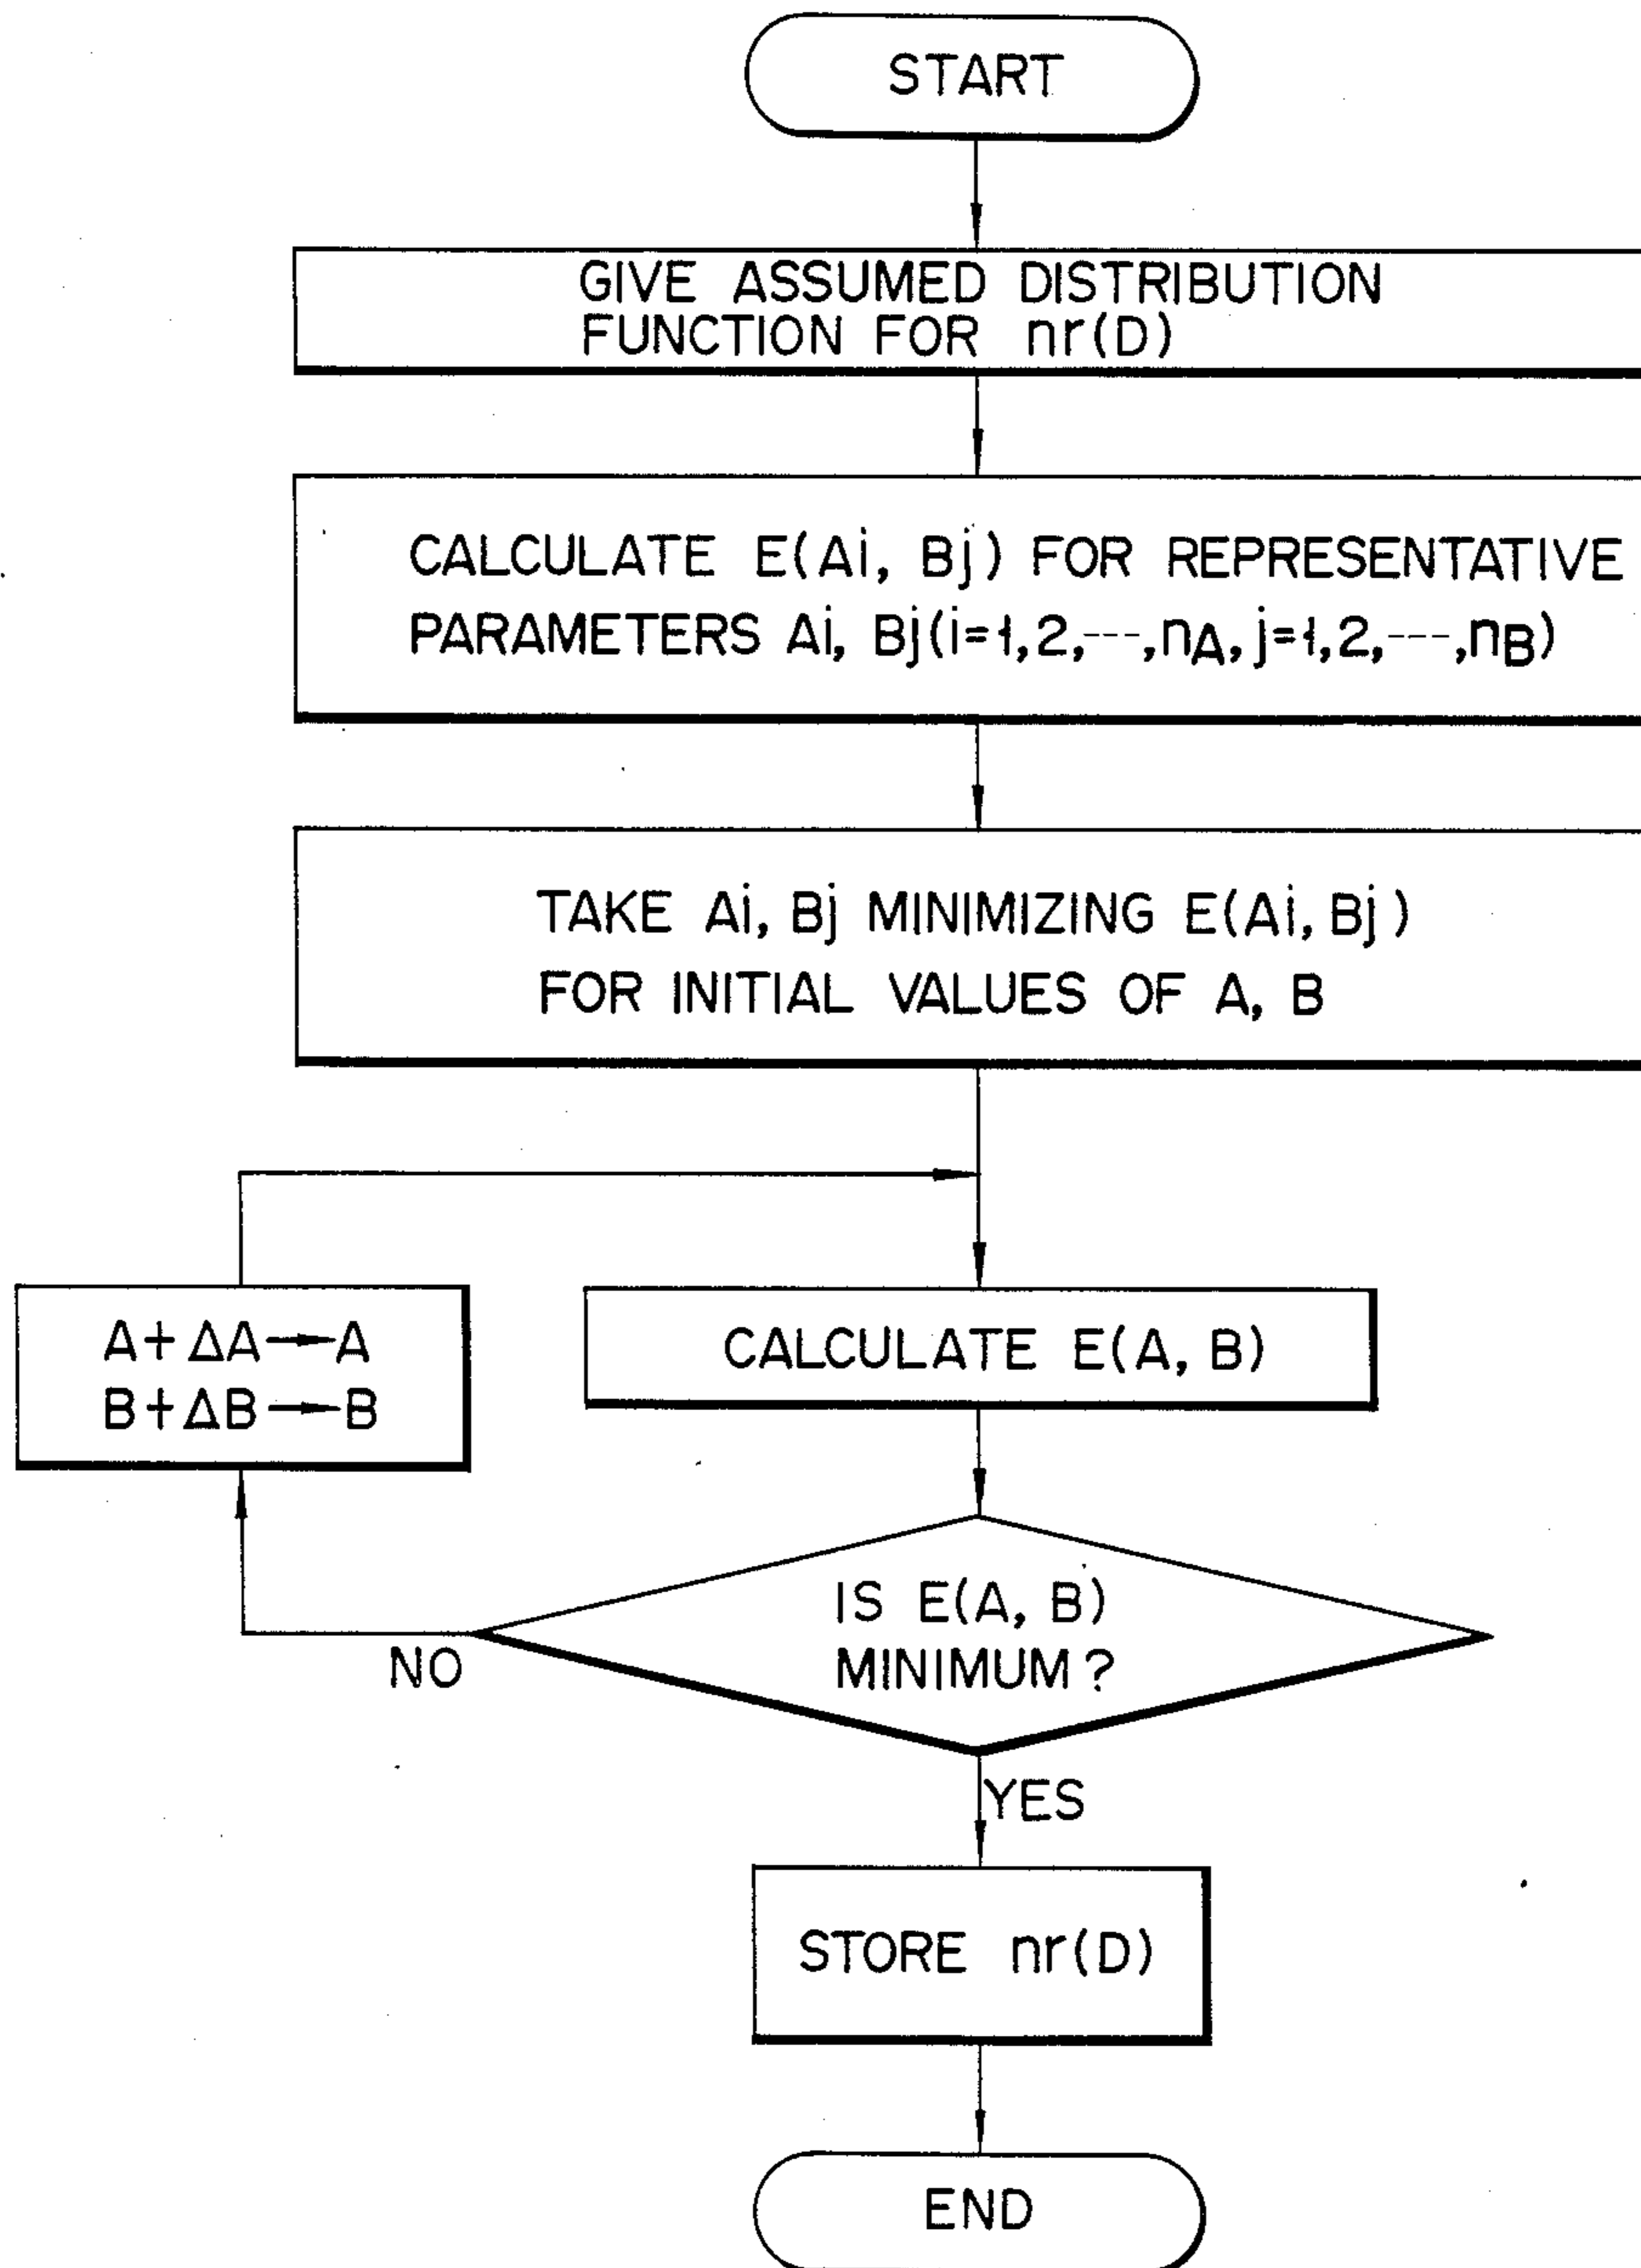 START
GIVE ASSUMED DISTRIBUTION
FUNCTION FOR nr(D)
CALCULATE E(Ai, Bj) FOR REPRESENTATIVE
PARAMETERS Ai, Bj(i=1,2,---,nA, j=1,2,---,nB)
TAKE Ai, Bj MINIMIZING E(Ai, Bj)
FOR INITIAL VALUES OF A, B
A+ΔA→A
B+ΔB→B
CALCULATE E(A, B)
IS E(A, B)
MINIMUM?
NO
YES
STORE nr(D)
END